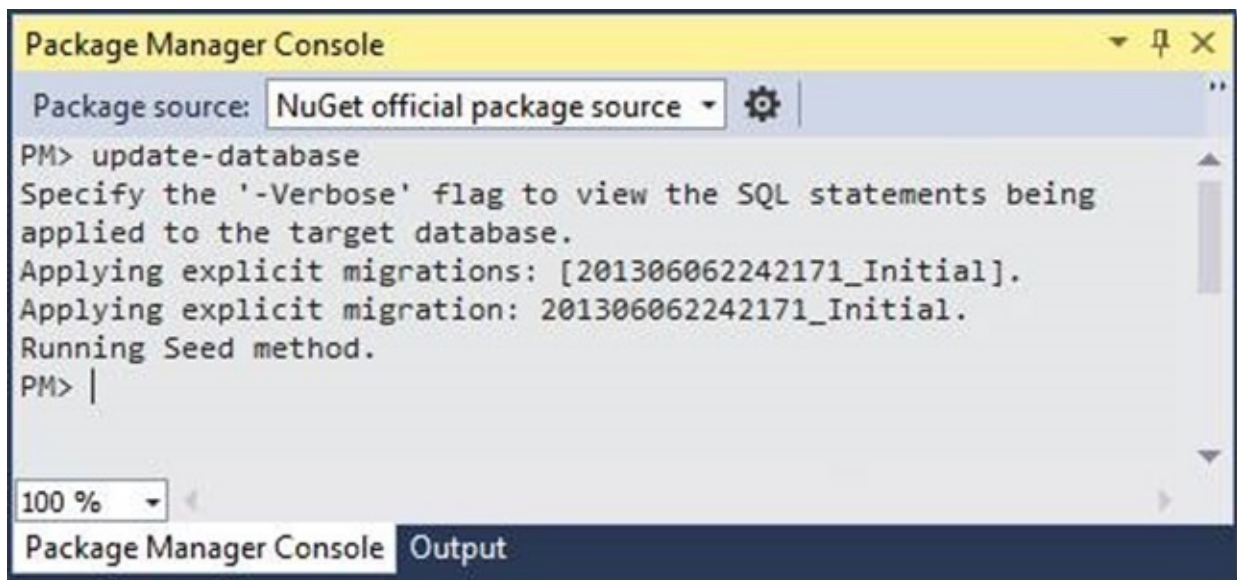 Package Manager Console
Package source: NuGet official package source
PM> update-database
Specify the '-Verbose' flag to view the SQL statements being
applied to the target database.
Applying explicit migrations: [201306062242171_Initial].
Applying explicit migration: 201306062242171_Initial.
Running Seed method.
PM>
100 %
Package Manager Console Output